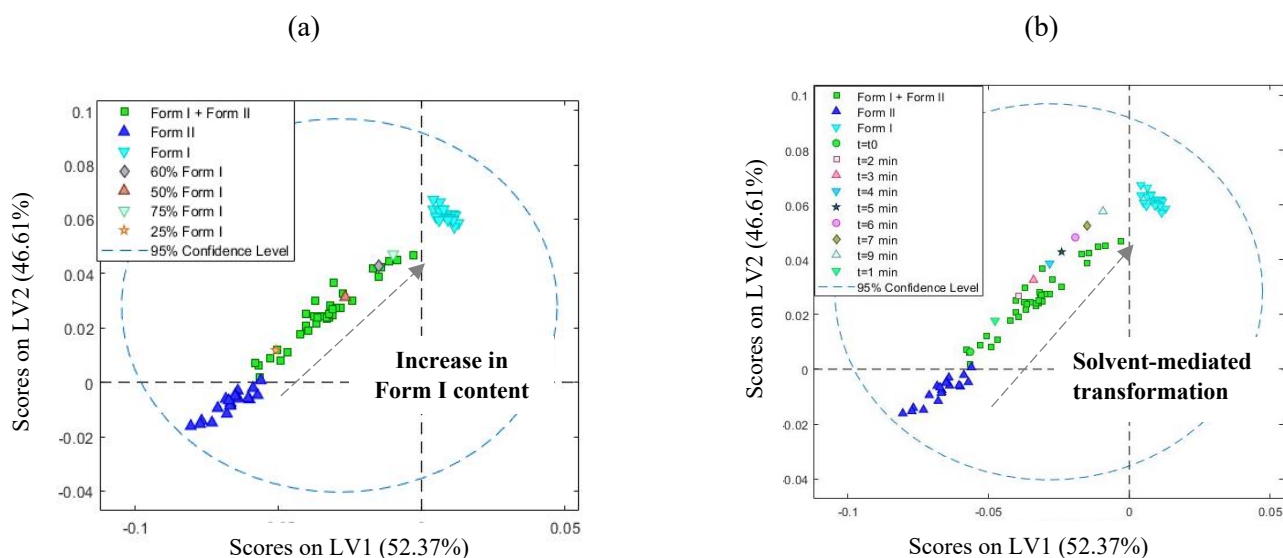 (a)
0.1
0.08
0.06
0.04
0.02
0
-0.02
-0.04
Scores on LV2 (46.61%)
Form I + Form II
Form II
Form I
60% Form I
50% Form I
75% Form I
25% Form I
95% Confidence Level
Increase in
Form I content
-0.1
0
0.05
Scores on LV1 (52.37%)
(b)
0.1
0.08
0.06
0.04
0.02
0
-0.02
-0.04
Scores on LV2 (46.61%)
Form I + Form II
Form II
Form I
t=t0
t=2 min
t=3 min
t=4 min
t=5 min
t=6 min
t=7 min
t=9 min
t=1 min
95% Confidence Level
Solvent-mediated
transformation
-0.1
-0.05
0
0.05
Scores on LV1 (52.37%)